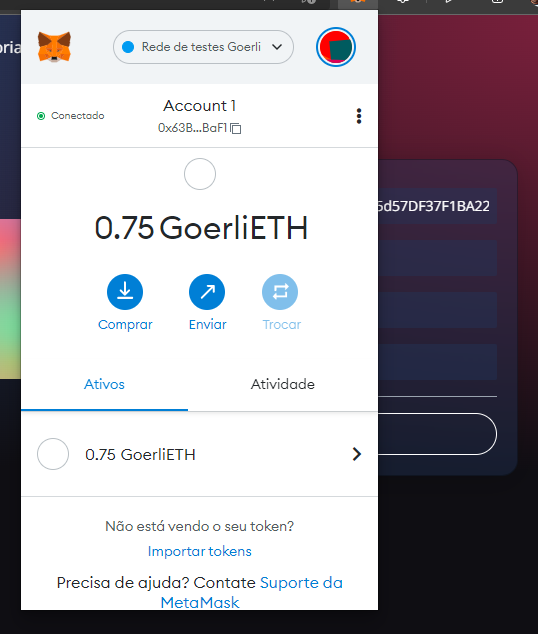 oria
Rede de testes Goerli
Conectado
Account 1
0x63B...BaF1
0.75 GoerliETH
Comprar
Enviar
Trocar
Ativos
Atividade
0.75 GoerliETH
5d57DF37F1BA22
Não está vendo o seu token?
Importar tokens
Precisa de ajuda? Contate Suporte da
MetaMask